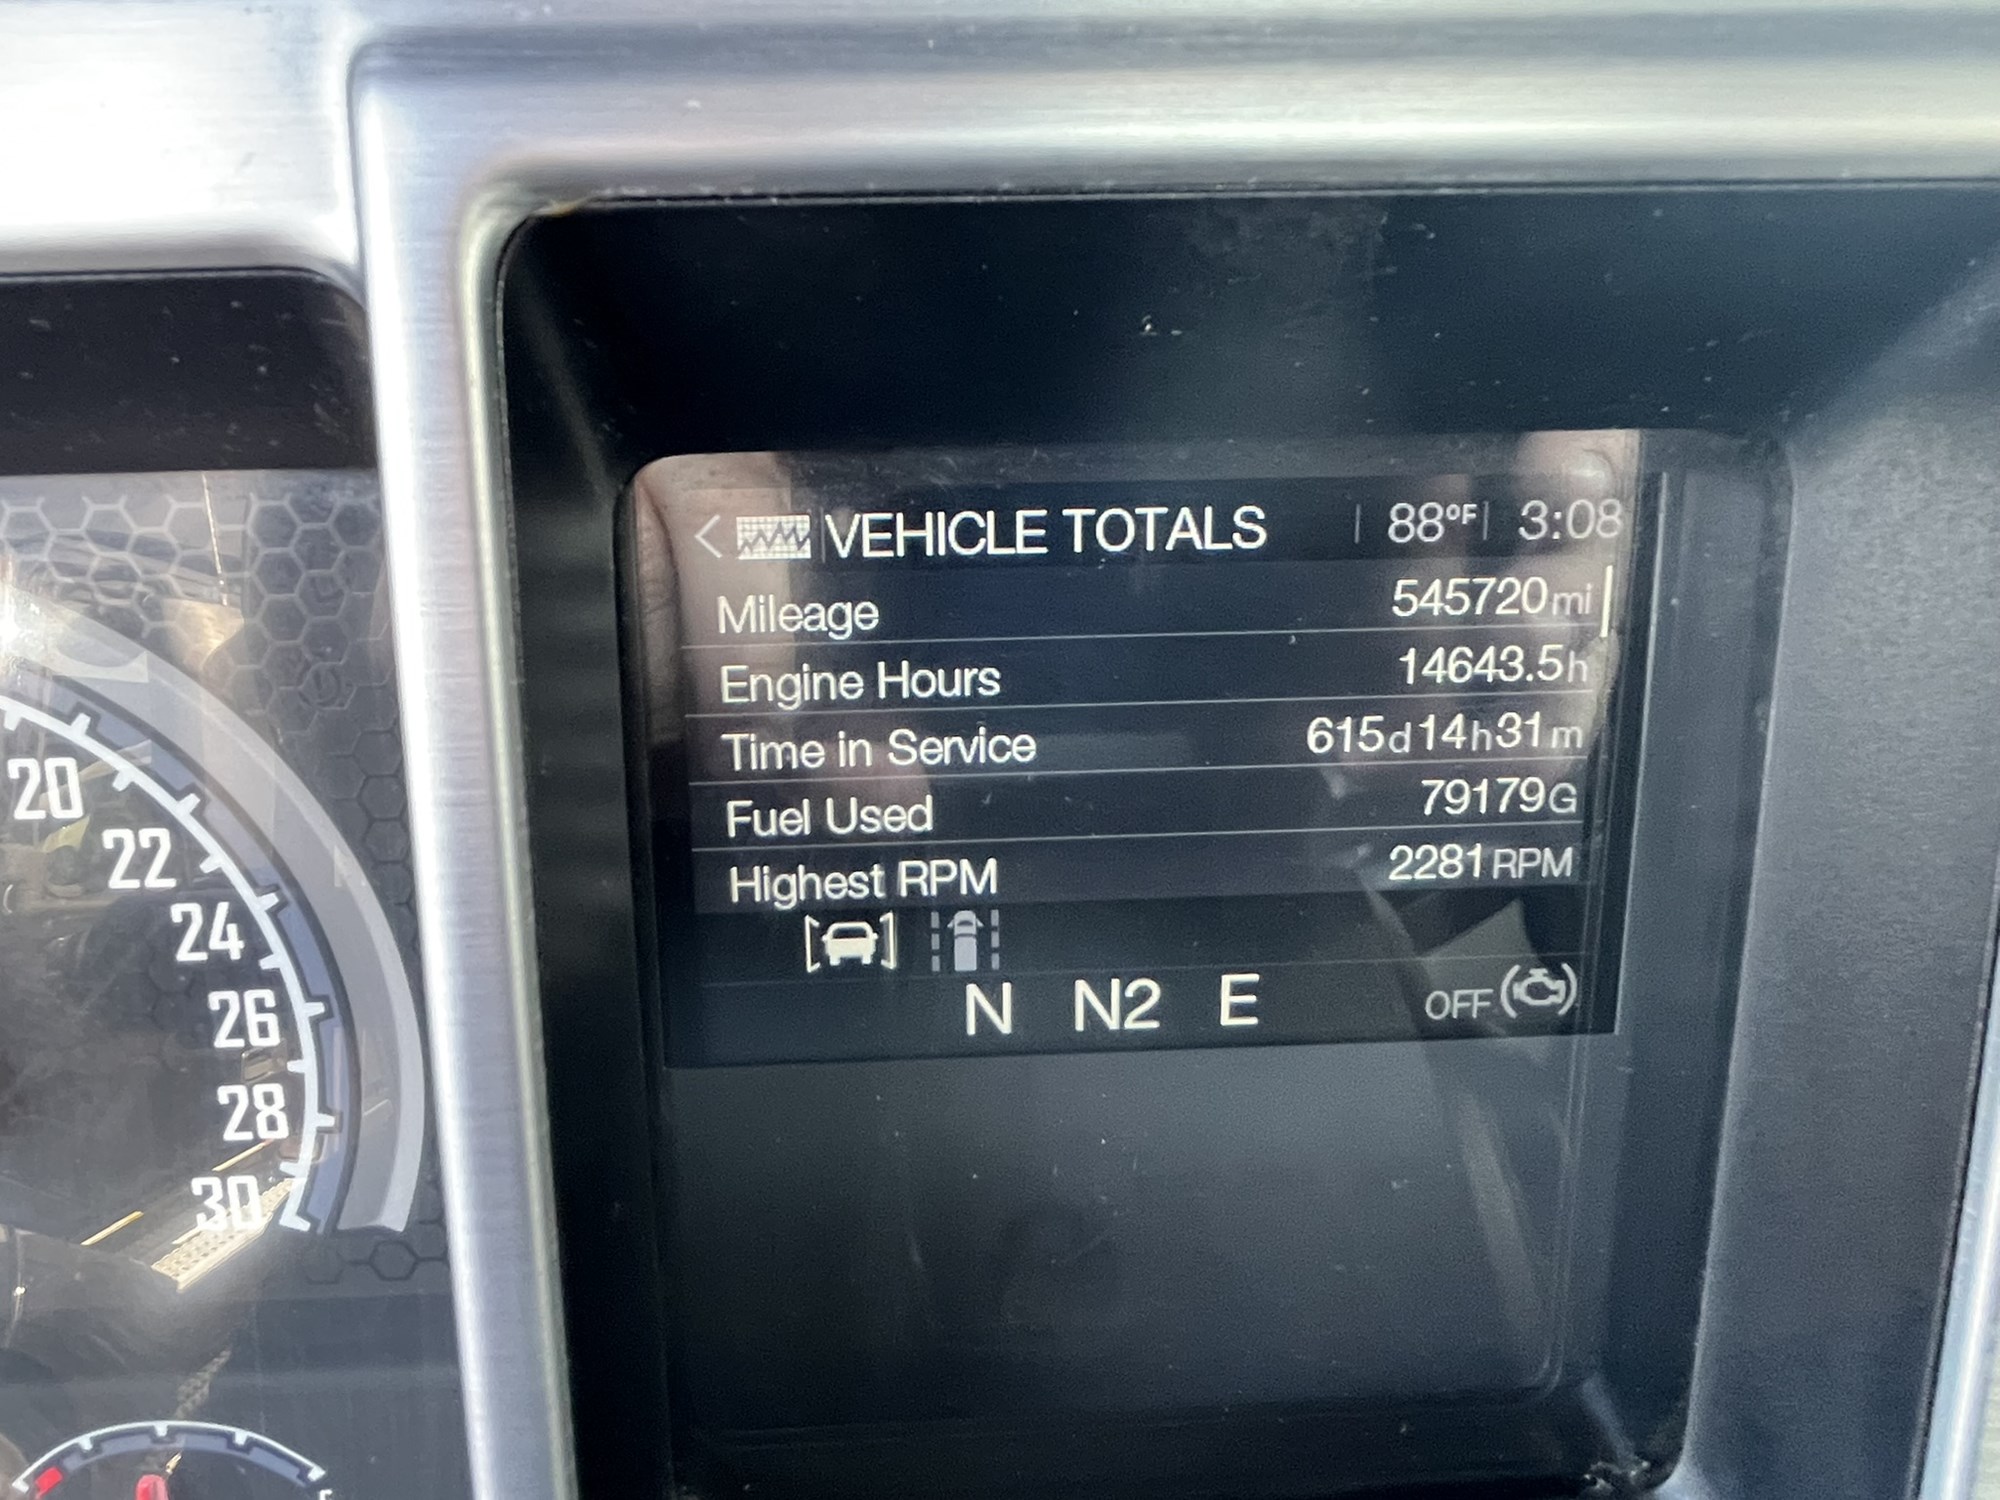 < VEHICLE TOTALS 88°F 3:08
Mileage 545720mi
Engine Hours 14643.5h
Time in Service 615d14h31m
Fuel Used 79179G
Highest RPM 2281RPM
N N2 E OFF
20
22
24
26
28
30